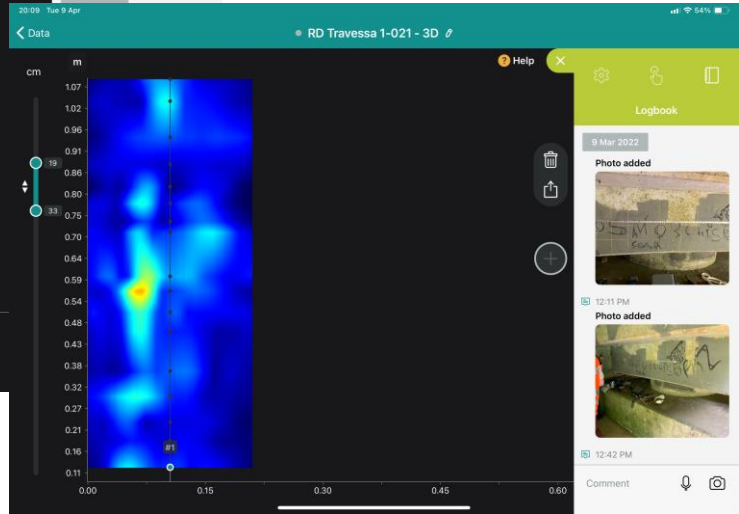 20:09 Tue 9 Apr
54%
Data
RD Travessa 1-021 - 3D
Help
cm
m
1.07
1.02
0.96
0.91
0.86
0.80
0.75
0.70
0.64
0.59
0.54
0.48
0.43
0.38
0.32
0.27
0.21
0.16
0.11
19
33
#1
0.00
0.15
0.30
0.45
0.60
Logbook
9 Mar 2022
Photo added
12:11 PM
Photo added
12:42 PM
Comment